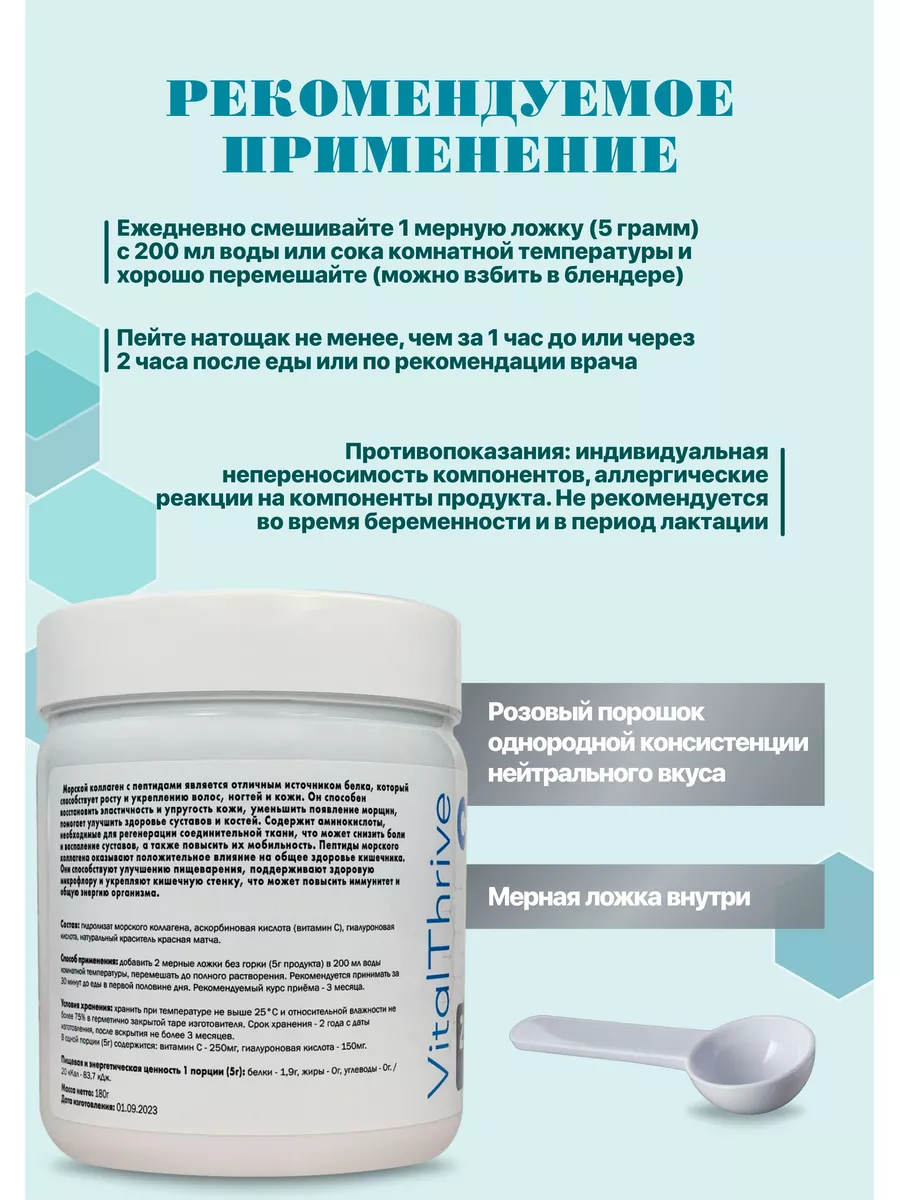 РЕКОМЕНДУЕМОЕ
ПРИМЕНЕНИЕ
Ежедневно смешивайте 1 мерную ложку (5 грамм)
с 200 мл воды или сока комнатной температуры и
хорошо перемешайте (можно взбить в блендере)
Пейте натощак не менее, чем за 1 час до или через
2 часа после еды или по рекомендации врача
Противопоказания: индивидуальная
непереносимость компонентов, аллергические
реакции на компоненты продукта. Не рекомендуется
во время беременности и в период лактации
Розовый порошок
однородной консистенции
нейтрального вкуса
Мерная ложка внутри
Морской коллаген с пептидами является отличным источником белка, который
способствует росту и укреплению волос, ногтей и кожи. Он способен
восстановить эластичность и упругость кожи, уменьшить появление морщин,
помогает улучшить здоровье суставов и костей. Содержит аминокислоты,
необходимые для регенерации соединительной ткани, что может снизить боли
и воспаление суставов, а также повысить их мобильность. Пептиды морского
коллагена оказывают положительное влияние на общее здоровье кишечника.
Они способствуют улучшению пищеварения, поддерживают здоровую
микрофлору и укрепляют кишечную стенку, что может повысить иммунитет и
общую энергию организма.
Состав: гидролизат морского коллагена, аскорбиновая кислота (витамин С), гиалуроновая
кислота, натуральный краситель красная матча.
Способ применения: добавить 2 мерные ложки без горки (5г продукта) в 200 мл воды
комнатной температуры, перемешать до полного растворения. Рекомендуется принимать за
30 минут до еды в первой половине дня. Рекомендуемый курс приёма - 3 месяца.
Условия хранения: хранить при температуре не выше 25°С и относительной влажности не
более 75% в герметично закрытой таре изготовителя. Срок хранения - 2 года с даты
изготовления, после вскрытия не более 3 месяцев.
В одной порции (5г) содержится: витамин С - 250мг, гиалуроновая кислота - 150мг.
Пищевая и энергетическая ценность 1 порции (5г): белки - 1,9г, жиры - 0г, углеводы - 0г. /
20 кКал - 83,7 кДж.
Масса нетто: 180г
Дата изготовления: 01.09.2023
VitalThrive